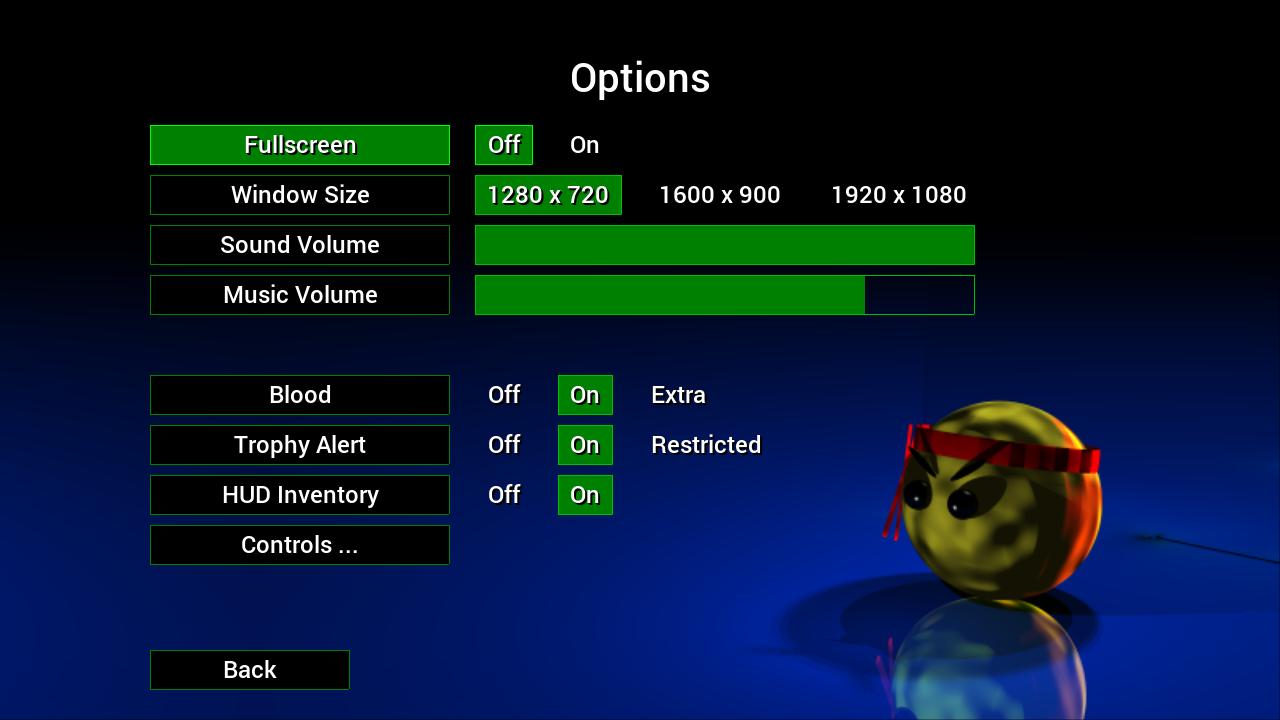 Options
Fullscreen Off On
Window Size 1280 x 720 1600 x 900 1920 x 1080
Sound Volume
Music Volume
Blood Off On Extra
Trophy Alert Off On Restricted
HUD Inventory Off On
Controls ...
Back